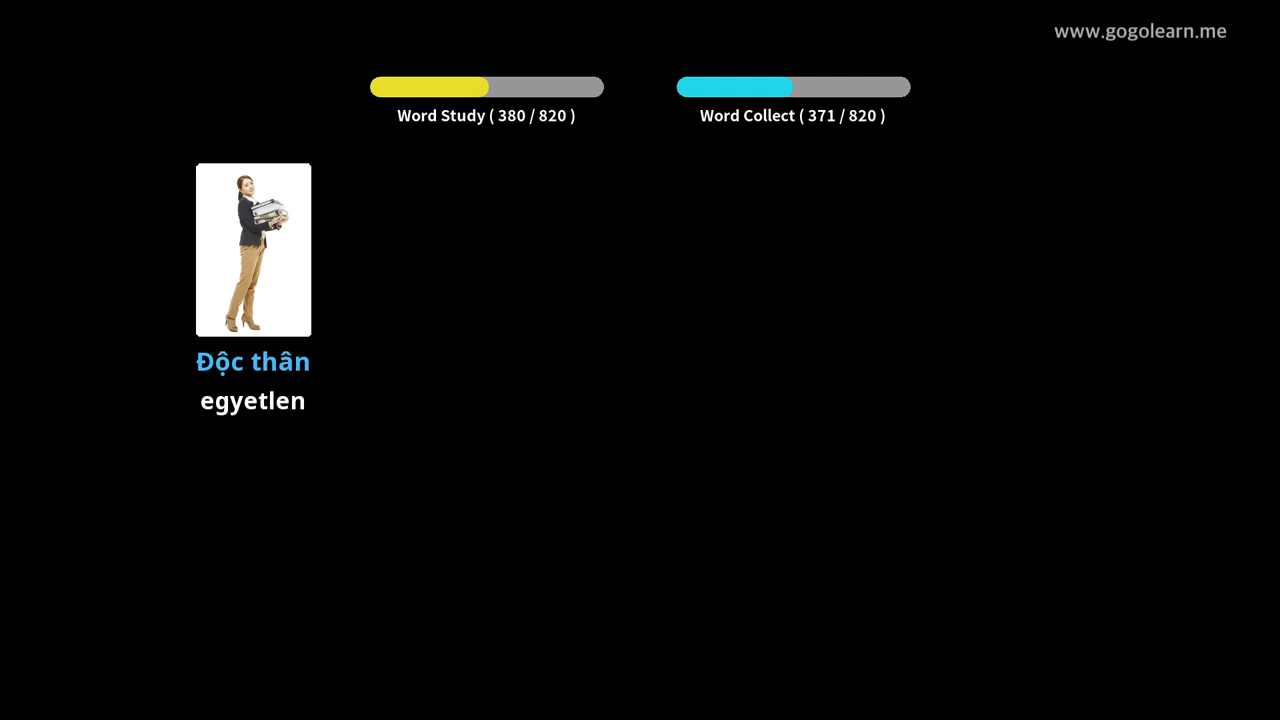 www.gogolearn.me
Word Study ( 380 / 820 )
Word Collect ( 371 / 820 )
Độc thân
egyetlen